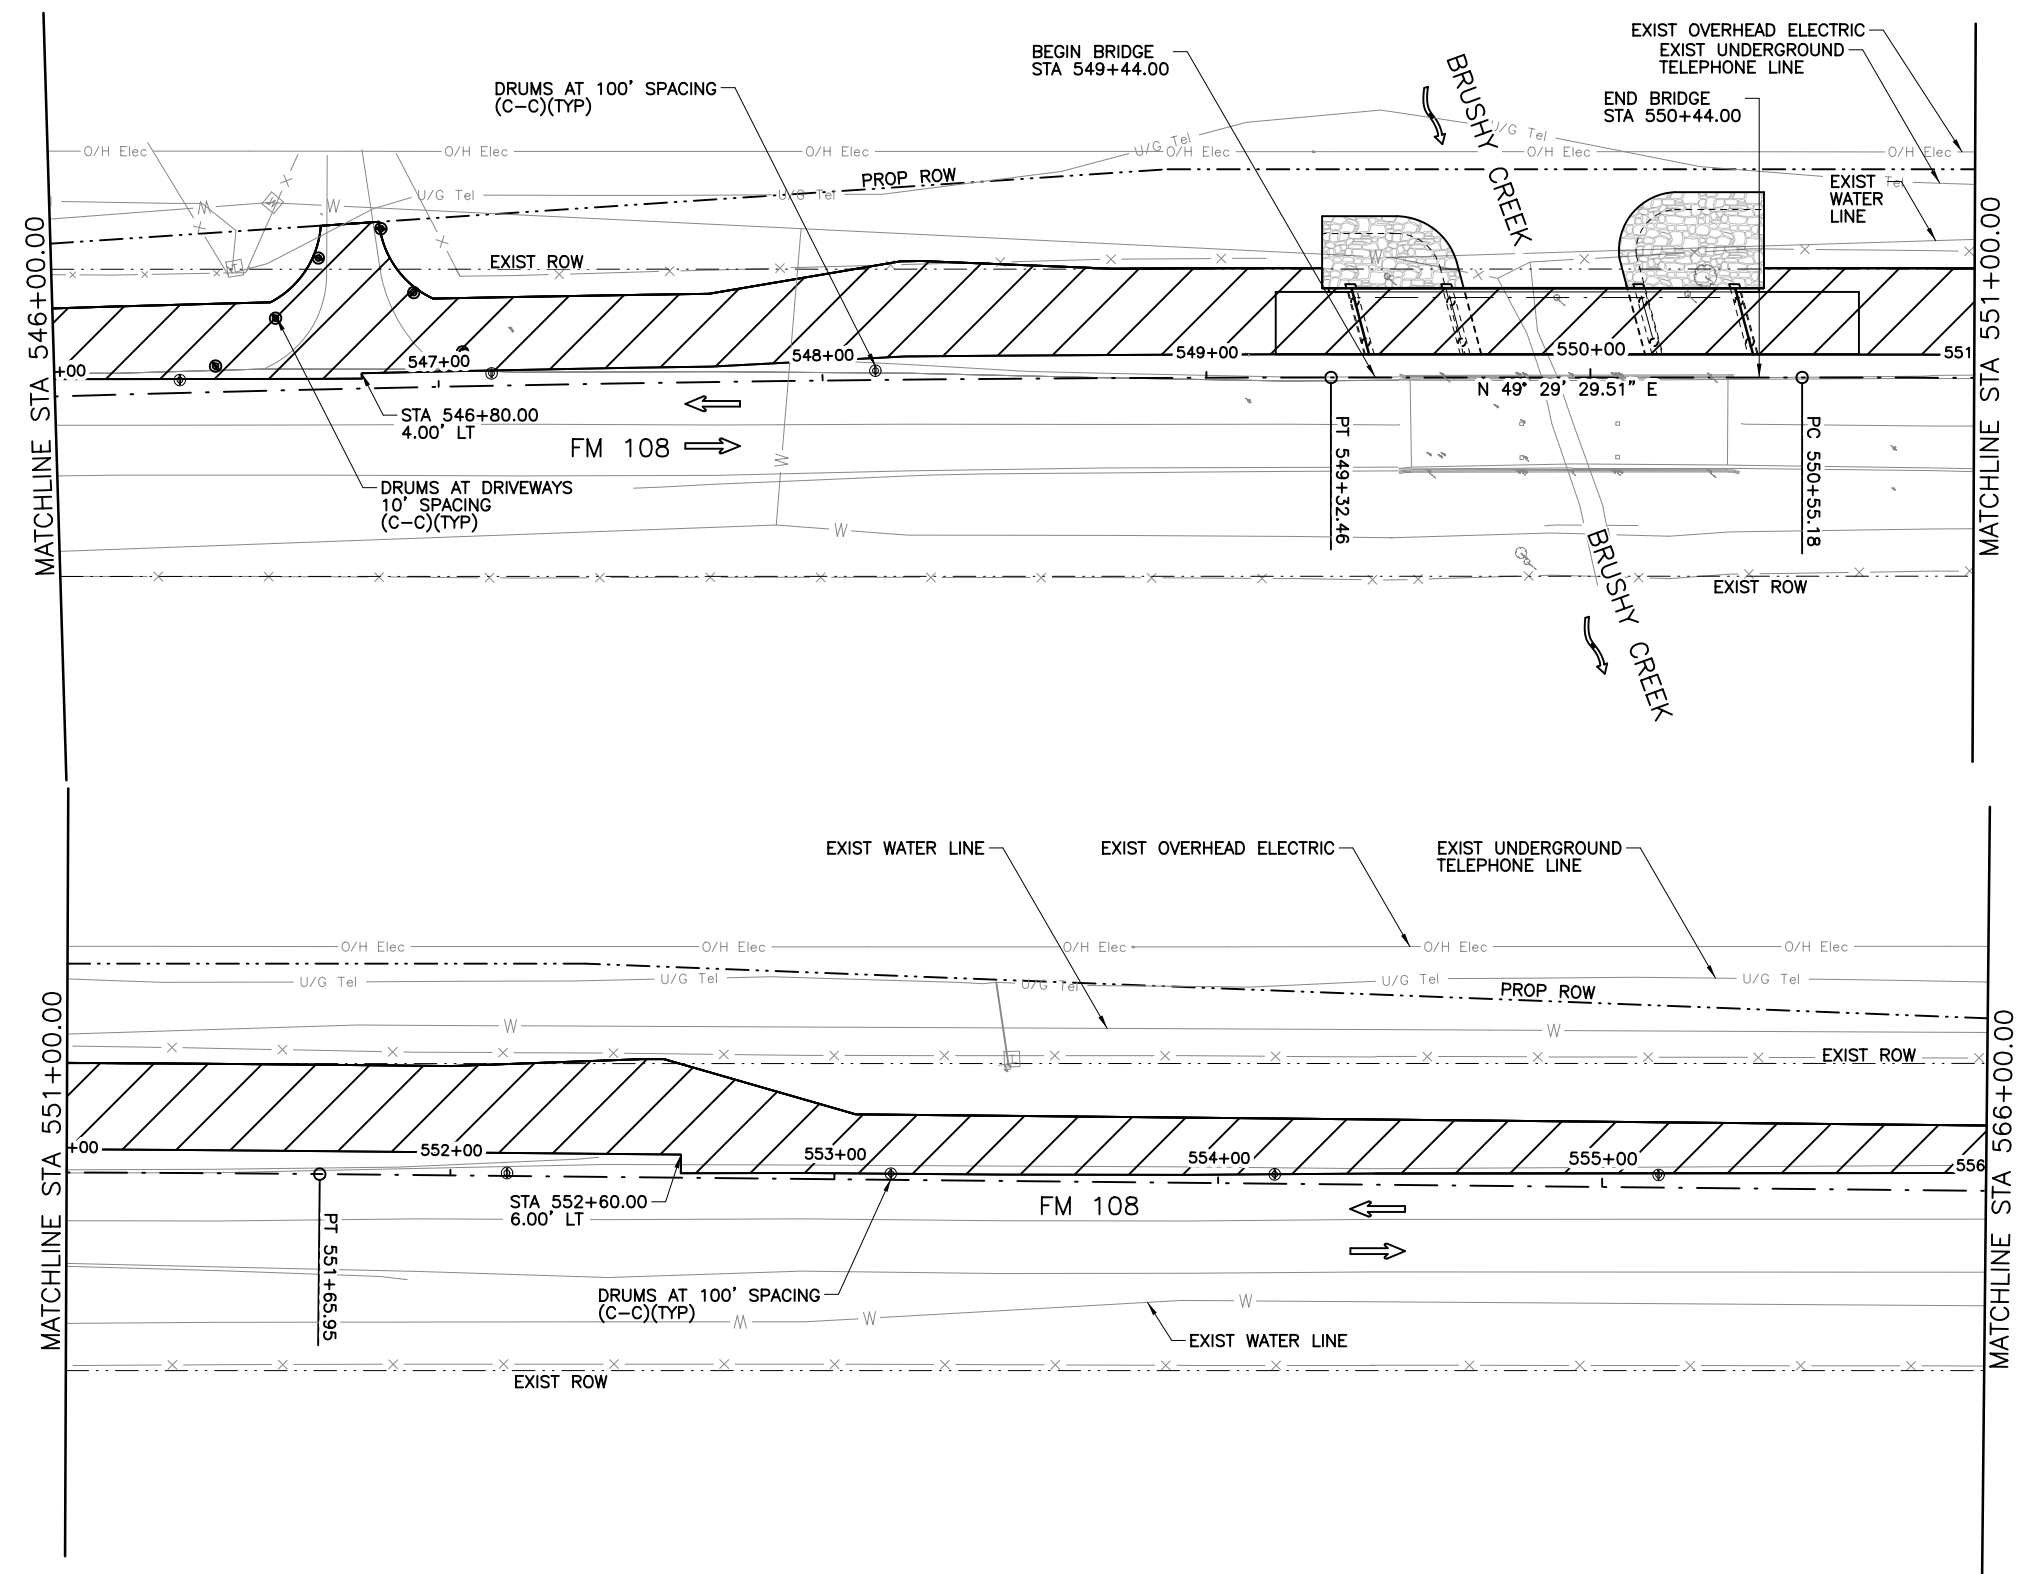 EXIST OVERHEAD ELECTRIC
EXIST UNDERGROUND
TELEPHONE LINE
BEGIN BRIDGE
STA 549+44.00
END BRIDGE
STA 550+44.00
DRUMS AT 100' SPACING
(C-C)(TYP)
BRUSHY CREEK
O/H Elec
O/H Elec
O/H Elec
O/H Elec
O/H Elec
O/H Elec
U/G Tel
U/G Tel
U/G Tel
U/G Tel
Tel
PROP ROW
EXIST
WATER
LINE
W
W
W
W
EXIST ROW
MATCHLINE STA 546+00.00
MATCHLINE STA 551+00.00
+00
547+00
548+00
549+00
550+00
551
N 49° 29' 29.51" E
STA 546+80.00
4.00' LT
FM 108
W
PT 549+32.46
PC 550+55.18
DRUMS AT DRIVEWAYS
10' SPACING
(C-C)(TYP)
W
BRUSHY CREEK
EXIST ROW
EXIST WATER LINE
EXIST OVERHEAD ELECTRIC
EXIST UNDERGROUND
TELEPHONE LINE
O/H Elec
O/H Elec
O/H Elec
O/H Elec
O/H Elec
U/G Tel
U/G Tel
U/G Tel
U/G Tel
U/G Tel
PROP ROW
W
W
EXIST ROW
MATCHLINE STA 551+00.00
MATCHLINE STA 566+00.00
+00
552+00
553+00
554+00
555+00
556
STA 552+60.00
6.00' LT
FM 108
PT 551+65.95
DRUMS AT 100' SPACING
(C-C)(TYP)
W
W
W
EXIST WATER LINE
EXIST ROW